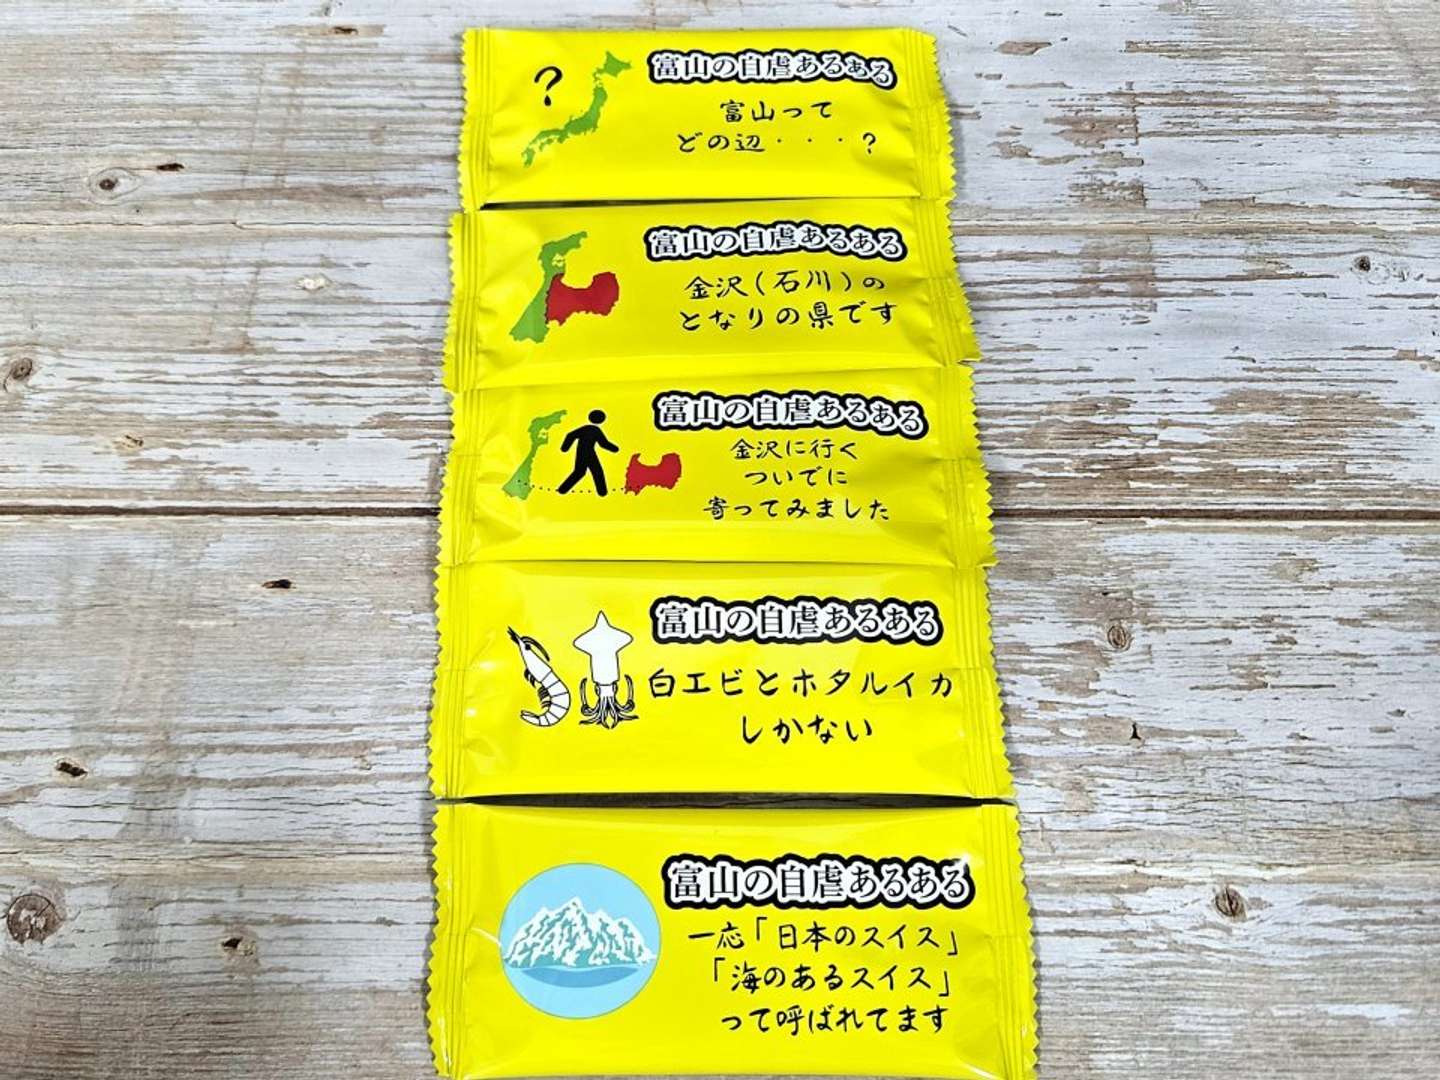 ?
富山の自虐あるある
富山って
どの辺・・・?
富山の自虐あるある
金沢(石川)の
となりの県です
富山の自虐あるある
金沢に行く
ついでに
寄ってみました
富山の自虐あるある
白エビとホタルイカ
しかない
富山の自虐あるある
一応「日本のスイス」
「海のあるスイス」
って呼ばれてます